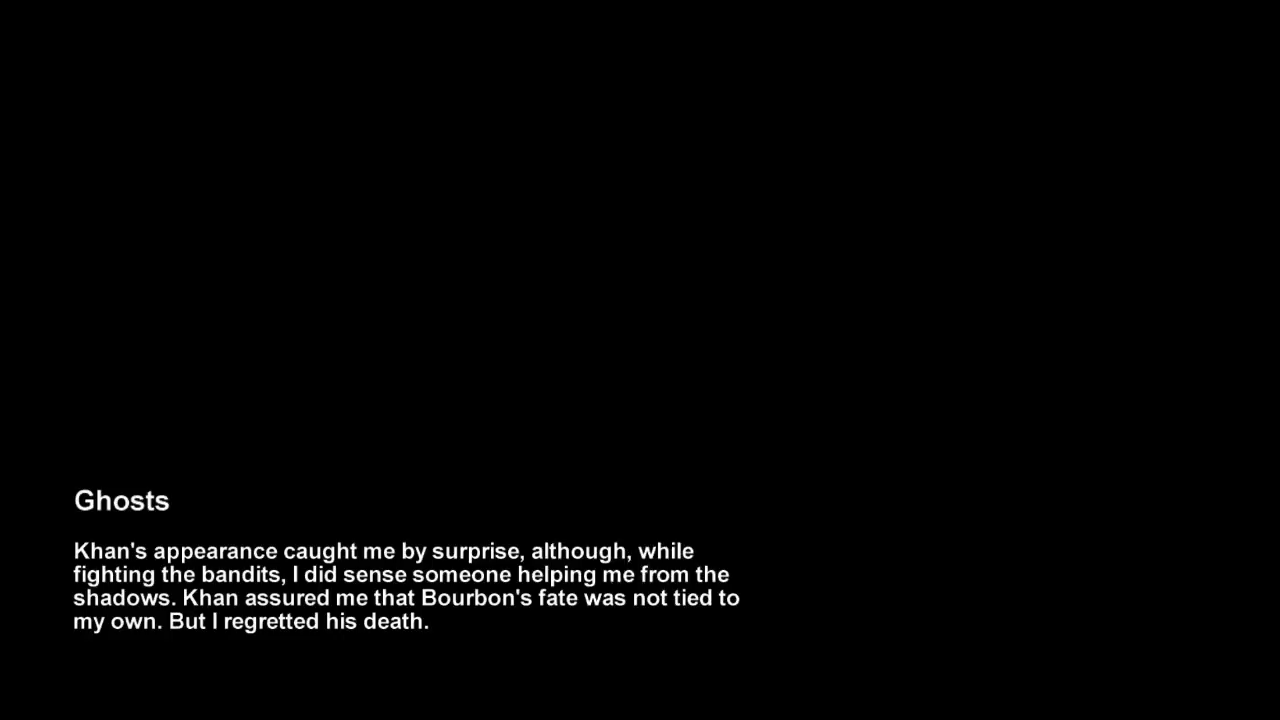 Ghosts
Khan's appearance caught me by surprise, although, while
fighting the bandits, I did sense someone helping me from the
shadows. Khan assured me that Bourbon's fate was not tied to
my own. But I regretted his death.